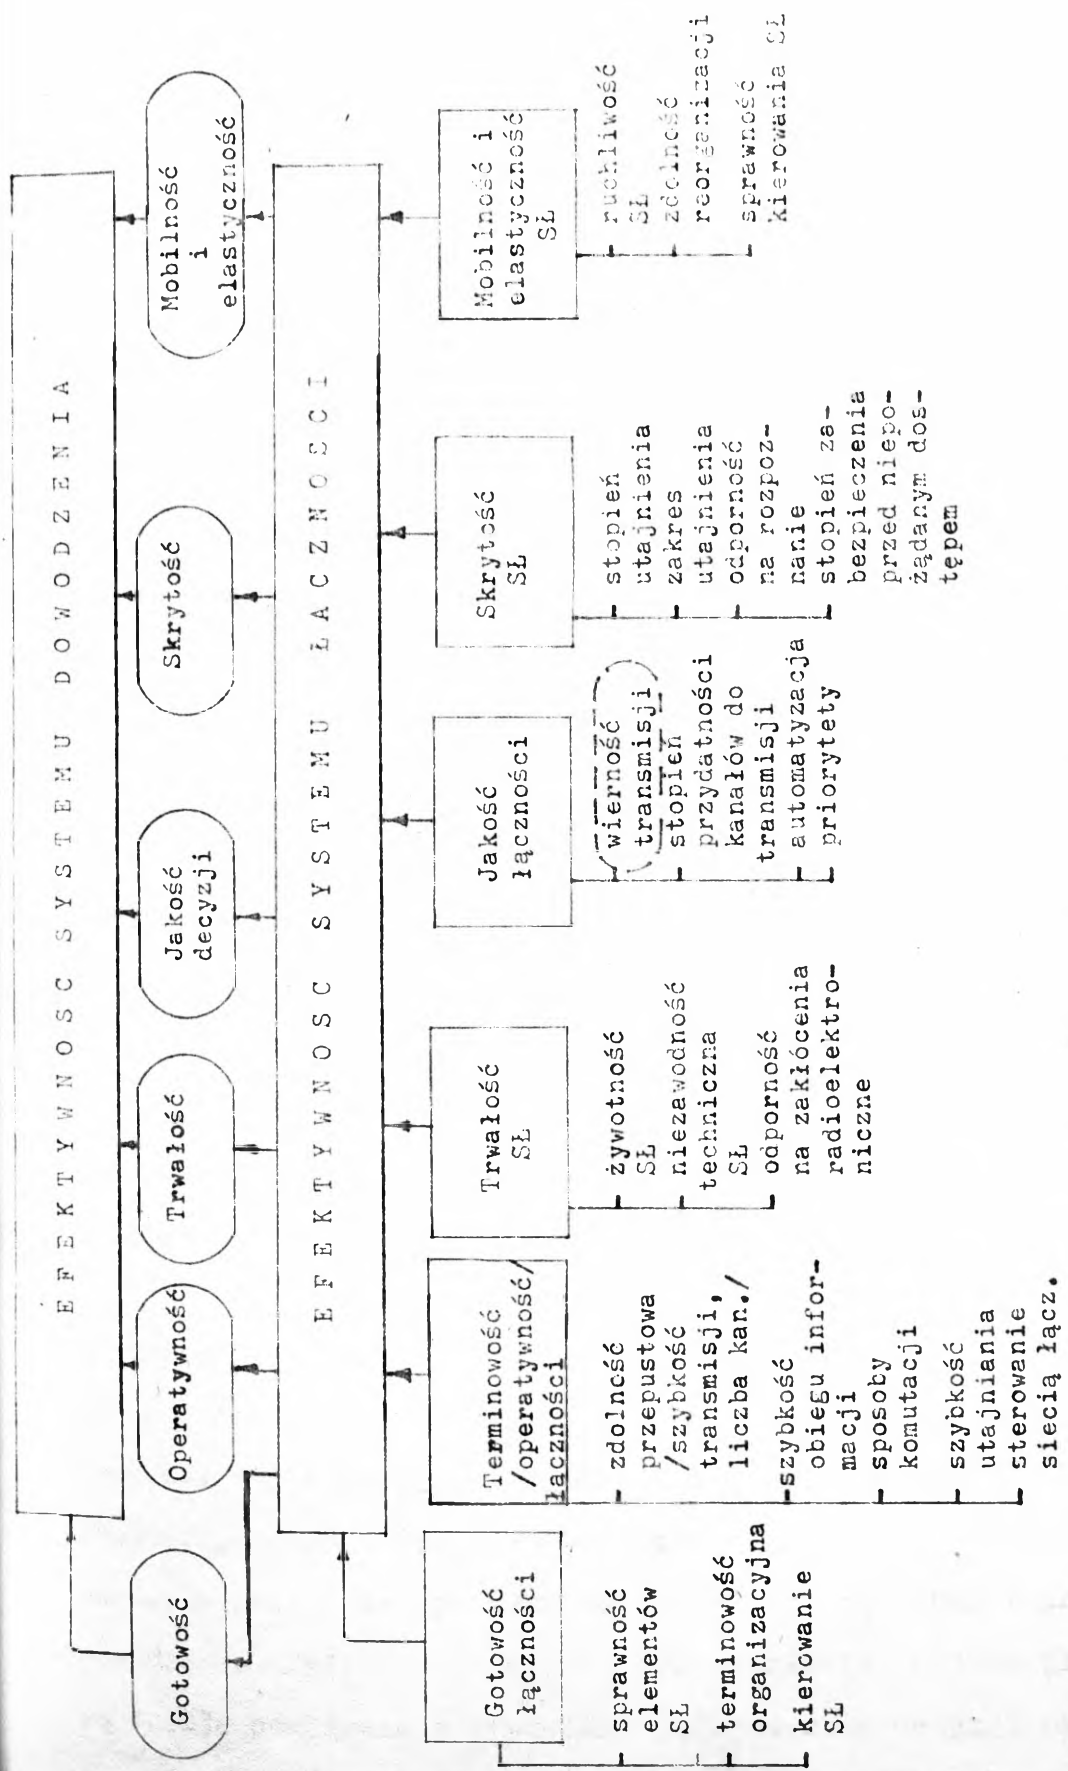 EFEKTYWNOSC SYSTEMU DOWODZENIA
Gotowość
Operatywność
Trwałość
Jakość
decyzji
Skrytość
Mobilność
i
elastyczność
EFEKTYWNOSC SYSTEMU ŁACZNOSCI
Gotowość
łączności
Terminowość
/operatywność/
łączności
Trwałość
SŁ
Jakość
łączności
Skrytość
SŁ
Mobilność i
elastyczność
SŁ
sprawność
elementów
SŁ
terminowość
organizacyjna
kierowanie
SŁ
zdolność
przepustowa
/szybkość
transmisji,
liczba kan./
szybkość
obiegu infor-
macji
sposoby
komutacji
szybkość
utajniania
sterowanie
siecią łącz.
żywotność
SŁ
niezawodność
techniczna
SŁ
odporność
na zakłócenia
radioelektro-
niczne
wierność
transmisji
stopień
przydatności
kanałów do
transmisji
automatyzacja
priorytety
stopień
utajnienia
zakres
utajnienia
odporność
na rozpoz-
nanie
stopień za-
bezpieczenia
przed niepo-
żądanym dos-
tępem
ruchliwość
SŁ
zdolność
reorganizacji
sprawność
kierowania SŁ